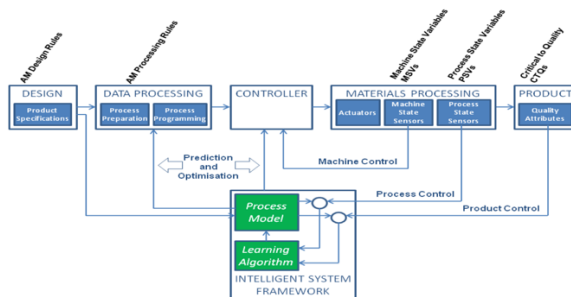 AM Design Rules
AM Processing Rules
Machine State Variables
MSVs
Process State Variables
PSVs
Critical to Quality
CTQs
DESIGN
DATA PROCESSING
CONTROLLER
MATERIALS PROCESSING
PRODUCT
Product
Specifications
Process
Preparation
Process
Programming
Actuators
Machine
State
Sensors
Process
State
Sensors
Quality
Attributes
Prediction
and
Optimisation
Machine Control
Process Control
Product Control
Process
Model
Learning
Algorithm
INTELLIGENT SYSTEM
FRAMEWORK